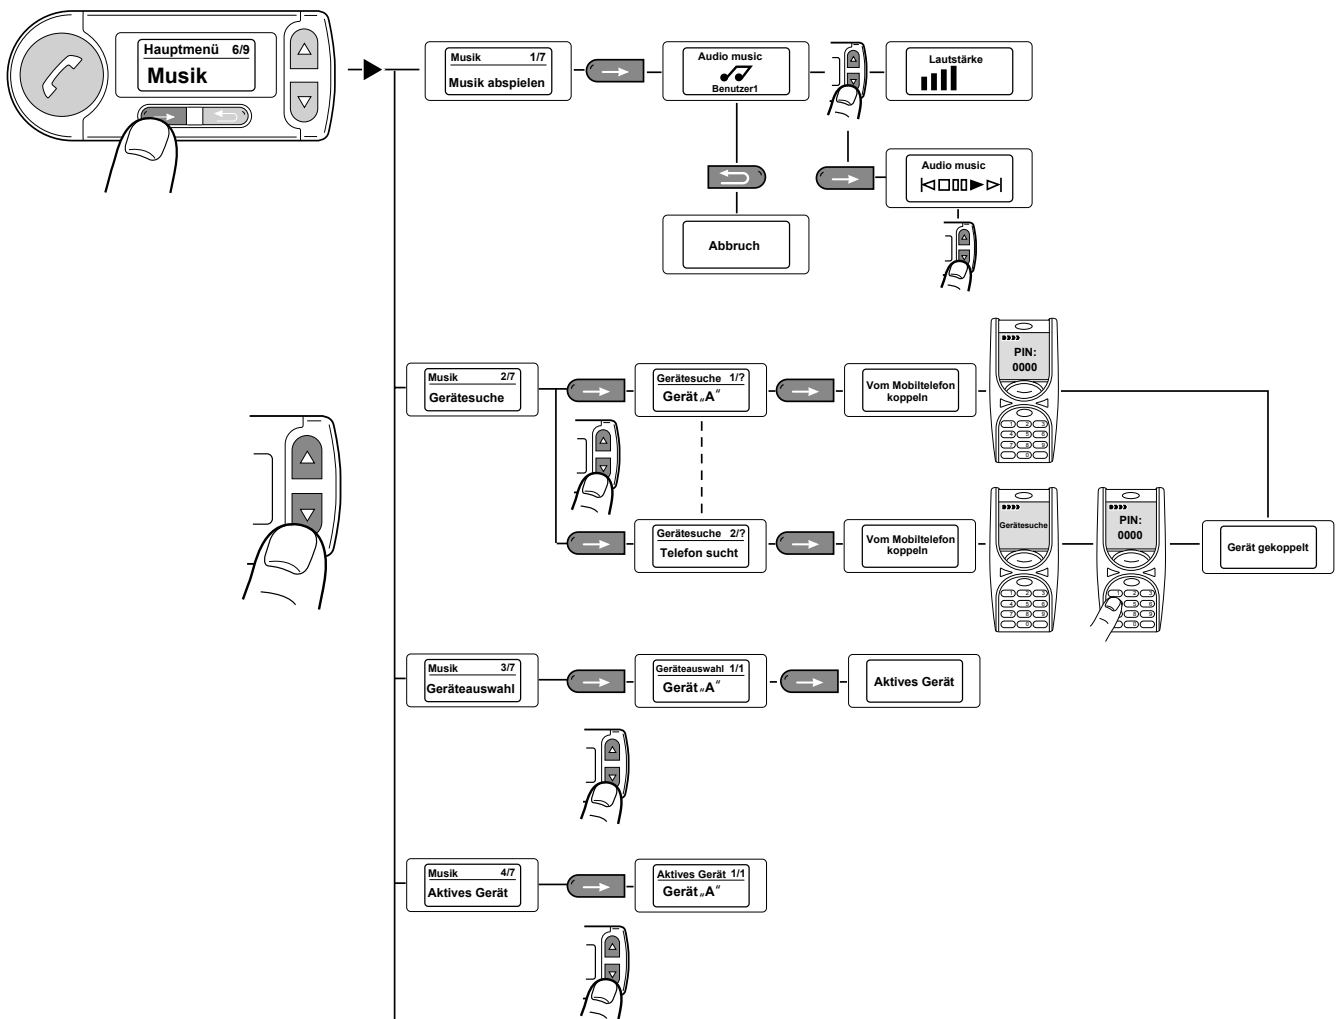 Hauptmenü 6/9
Musik
Musik 1/7
Musik abspielen
Audio music
Benutzer1
Lautstärke
Audio music
Abbruch
Musik 2/7
Gerätesuche
Gerätesuche 1/?
Gerät „A“
Vom Mobiltelefon
koppeln
PIN:
0000
Gerätesuche 2/?
Telefon sucht
Vom Mobiltelefon
koppeln
Gerätesuche
PIN:
0000
Gerät gekoppelt
Musik 3/7
Geräteauswahl
Geräteauswahl 1/1
Gerät „A“
Aktives Gerät
Musik 4/7
Aktives Gerät
Aktives Gerät 1/1
Gerät „A“